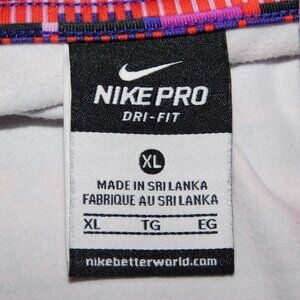 NIKE PRO
DRI-FIT
XL
MADE IN SRI LANKA
FABRIQUE AU SRI LANKA
XL TG EG
nikebetterworld.com